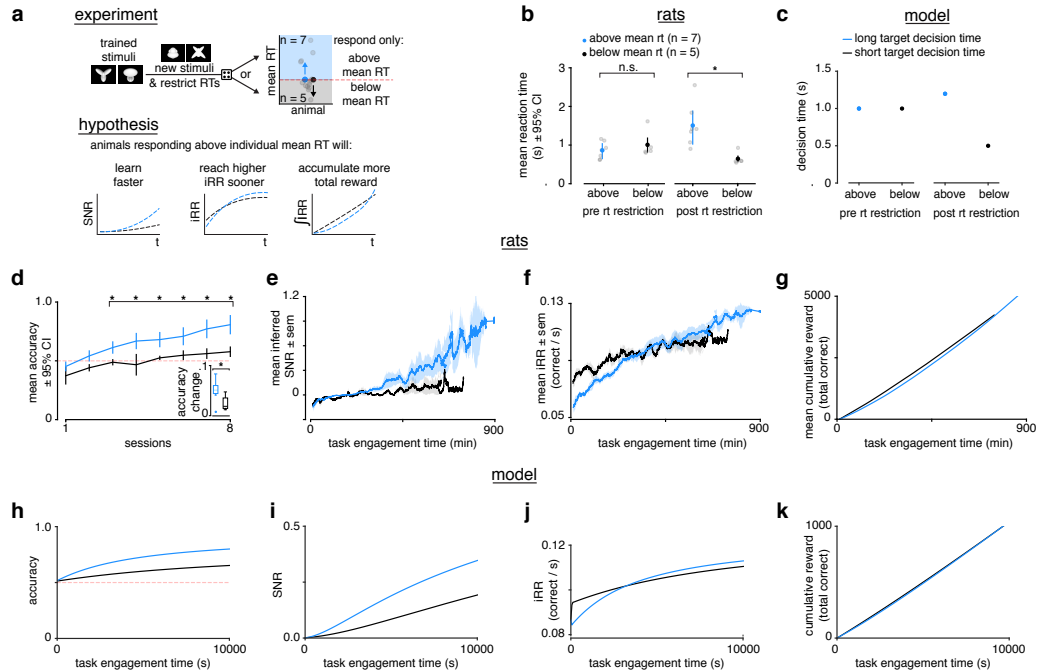 a
experiment
trained
stimuli
new stimuli
& restrict RTs
or
mean RT
n = 7
n = 5
animal
respond only:
above
mean RT
below
mean RT
hypothesis
animals responding above individual mean RT will:
learn
faster
reach higher
iRR sooner
accumulate more
total reward
SNR
t
iRR
t
∫iRR
t
b
rats
above mean rt (n = 7)
below mean rt (n = 5)
mean reaction time
(s) ± 95% CI
3
2
1
0
n.s.
*
above
below
above
below
pre rt restriction
post rt restriction
c
model
long target decision time
short target decision time
decision time (s)
1.5
1.0
0.5
0
above
below
above
below
pre rt restriction
post rt restriction
rats
d
mean accuracy
± 95% CI
1.0
.5
0
* * * * * *
1
8
sessions
accuracy
change
.1
0
*
e
mean inferred
SNR ± sem
1.2
0
0
900
task engagement time (min)
f
mean iRR ± sem
(correct / s)
0.13
0.05
0
900
task engagement time (min)
g
mean cumulative reward
(total correct)
5000
0
0
900
task engagement time (min)
model
h
accuracy
1.0
.5
0
0
10000
task engagement time (s)
i
SNR
0.5
0.0
0
10000
task engagement time (s)
j
iRR
(correct / s)
0.12
0.08
0
10000
task engagement time (s)
k
cumulative reward
(total correct)
1000
0
0
10000
task engagement time (s)